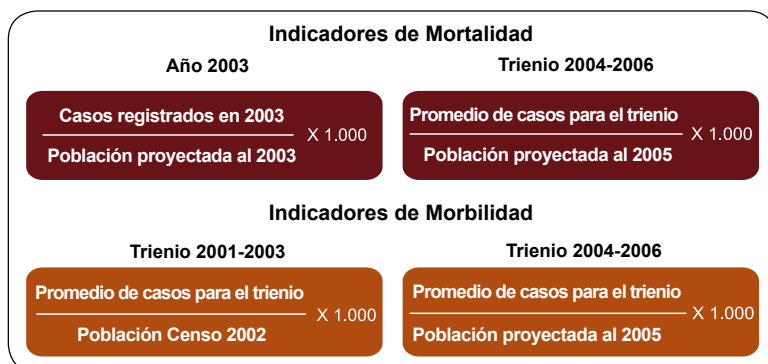 Indicadores de Mortalidad
Año 2003
Casos registrados en 2003
Población proyectada al 2003
X 1.000
Trienio 2004-2006
Promedio de casos para el trienio
Población proyectada al 2005
X 1.000
Indicadores de Morbilidad
Trienio 2001-2003
Promedio de casos para el trienio
Población Censo 2002
X 1.000
Trienio 2004-2006
Promedio de casos para el trienio
Población proyectada al 2005
X 1.000